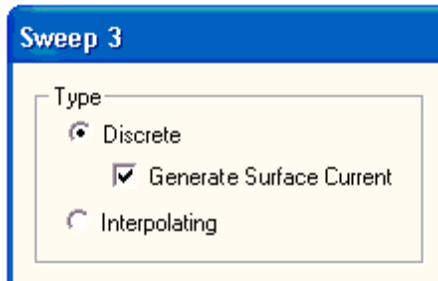 Sweep 3
Type
Discrete
Generate Surface Current
Interpolating